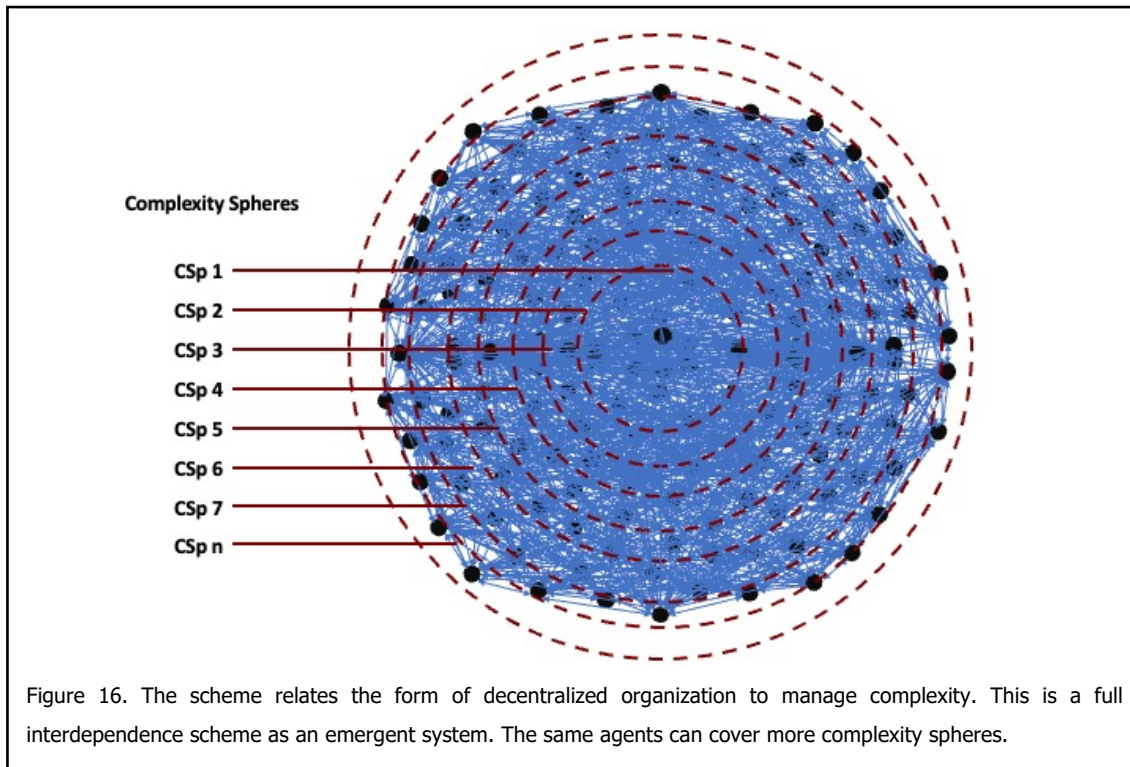 Complexity Spheres
CSp 1
CSp 2
CSp 3
CSp 4
CSp 5
CSp 6
CSp 7
CSp n
Figure 16. The scheme relates the form of decentralized organization to manage complexity. This is a full
interdependence scheme as an emergent system. The same agents can cover more complexity spheres.